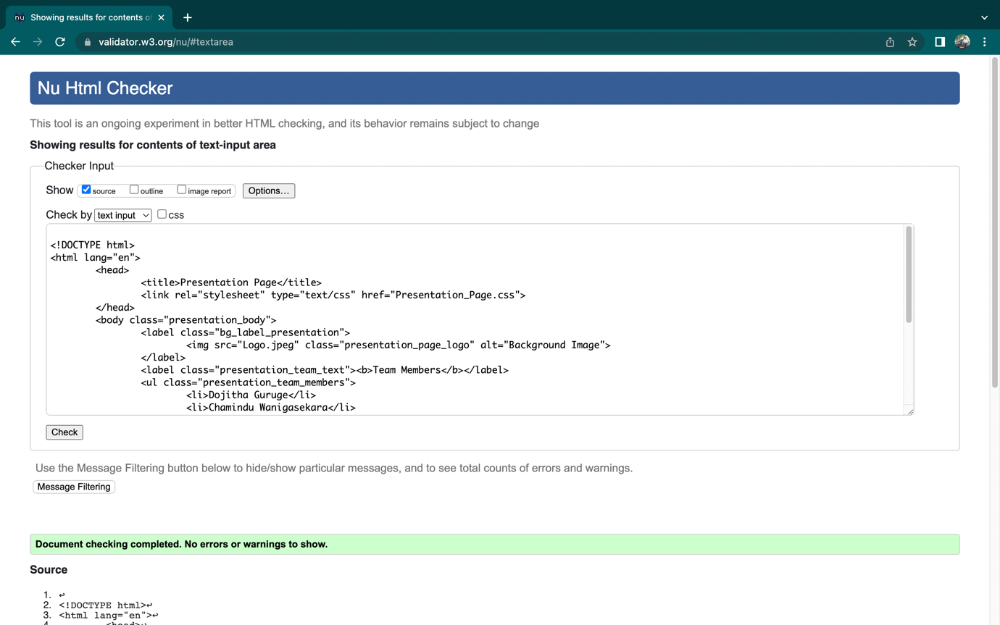 nu Showing results for contents o
validator.w3.org/nu/#textarea
Nu Html Checker
This tool is an ongoing experiment in better HTML checking, and its behavior remains subject to change
Showing results for contents of text-input area
Checker Input
Show source outline image report Options...
Check by text input CSS
<!DOCTYPE html>
<html lang="en">
<head>
<title>Presentation Page</title>
<link rel="stylesheet" type="text/css" href="Presentation_Page.css">
</head>
<body class="presentation_body">
<label class="bg_label_presentation">
<img src="Logo.jpeg" class="presentation_page_logo" alt="Background Image">
</label>
<label class="presentation_team_text"><b>Team Members</b></label>
<ul class="presentation_team_members">
<li>Dojitha Guruge</li>
<li>Chamindu Wanigasekara</li>
Check
Use the Message Filtering button below to hide/show particular messages, and to see total counts of errors and warnings.
Message Filtering
Document checking completed. No errors or warnings to show.
Source
1. ↩
2. <!DOCTYPE html>↩
3. <html lang="en">↩
4. <head>↩